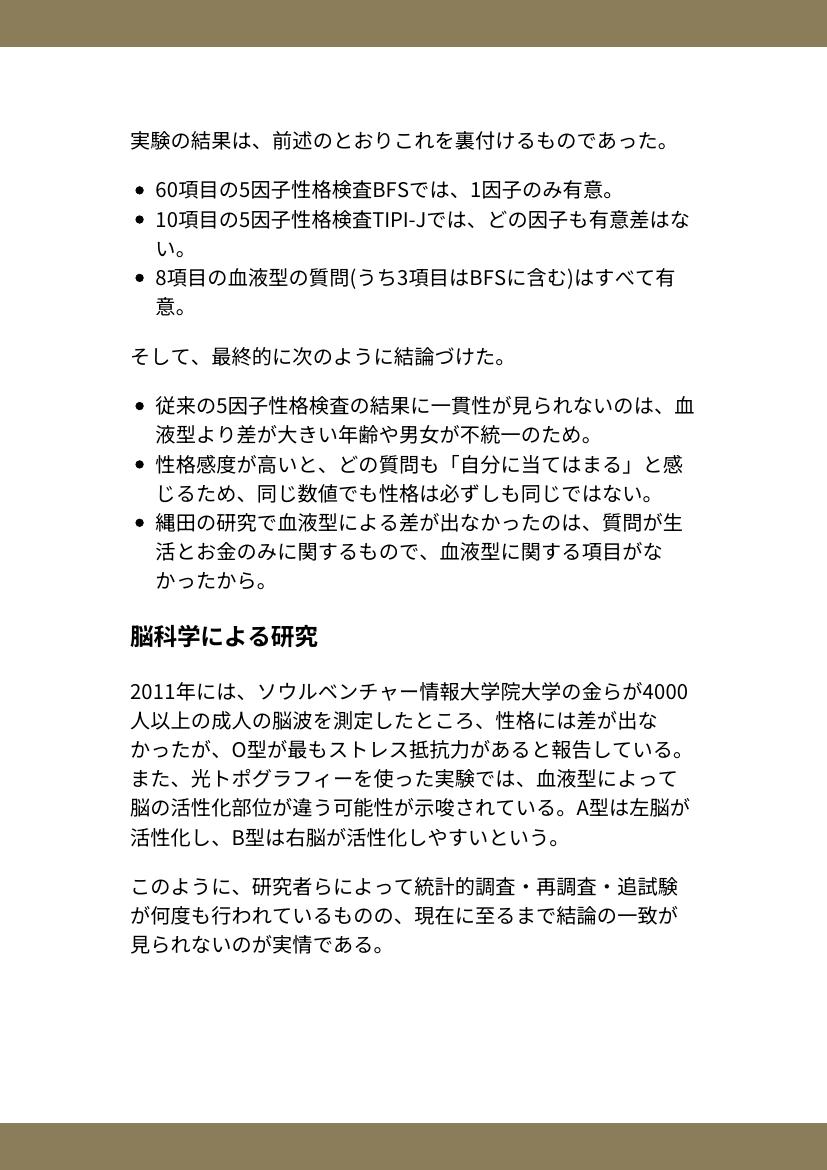 実験の結果は、前述のとおりこれを裏付けるものであった。
• 60項目の5因子性格検査BFSでは、1因子のみ有意。
• 10項目の5因子性格検査TIPI-Jでは、どの因子も有意差はな
い。
• 8項目の血液型の質問(うち3項目はBFSに含む)はすべて有
意。
そして、最終的に次のように結論づけた。
• 従来の5因子性格検査の結果に一貫性が見られないのは、血
液型より差が大きい年齢や男女が不統一のため。
• 性格感度が高いと、どの質問も「自分に当てはまる」と感
じるため、同じ数値でも性格は必ずしも同じではない。
• 縄田の研究で血液型による差が出なかったのは、質問が生
活とお金のみに関するもので、血液型に関する項目がな
かったから。
脳科学による研究
2011年には、ソウルベンチャー情報大学院大学の金らが4000
人以上の成人の脳波を測定したところ、性格には差が出な
かったが、O型が最もストレス抵抗力があると報告している。
また、光トポグラフィーを使った実験では、血液型によって
脳の活性化部位が違う可能性が示唆されている。A型は左脳が
活性化し、B型は右脳が活性化しやすいという。
このように、研究者らによって統計的調査・再調査・追試験
が何度も行われているものの、現在に至るまで結論の一致が
見られないのが実情である。